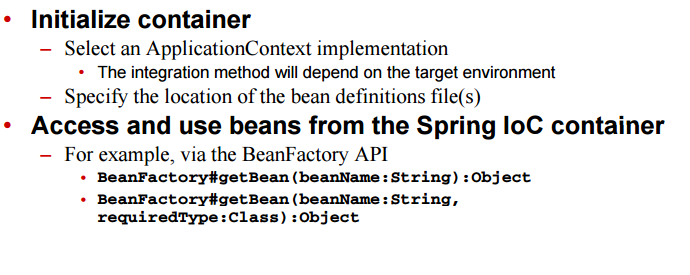 • Initialize container
– Select an ApplicationContext implementation
• The integration method will depend on the target environment
– Specify the location of the bean definitions file(s)
• Access and use beans from the Spring IoC container
– For example, via the BeanFactory API
• BeanFactory#getBean(beanName:String):Object
• BeanFactory#getBean(beanName:String,
requiredType:Class):Object